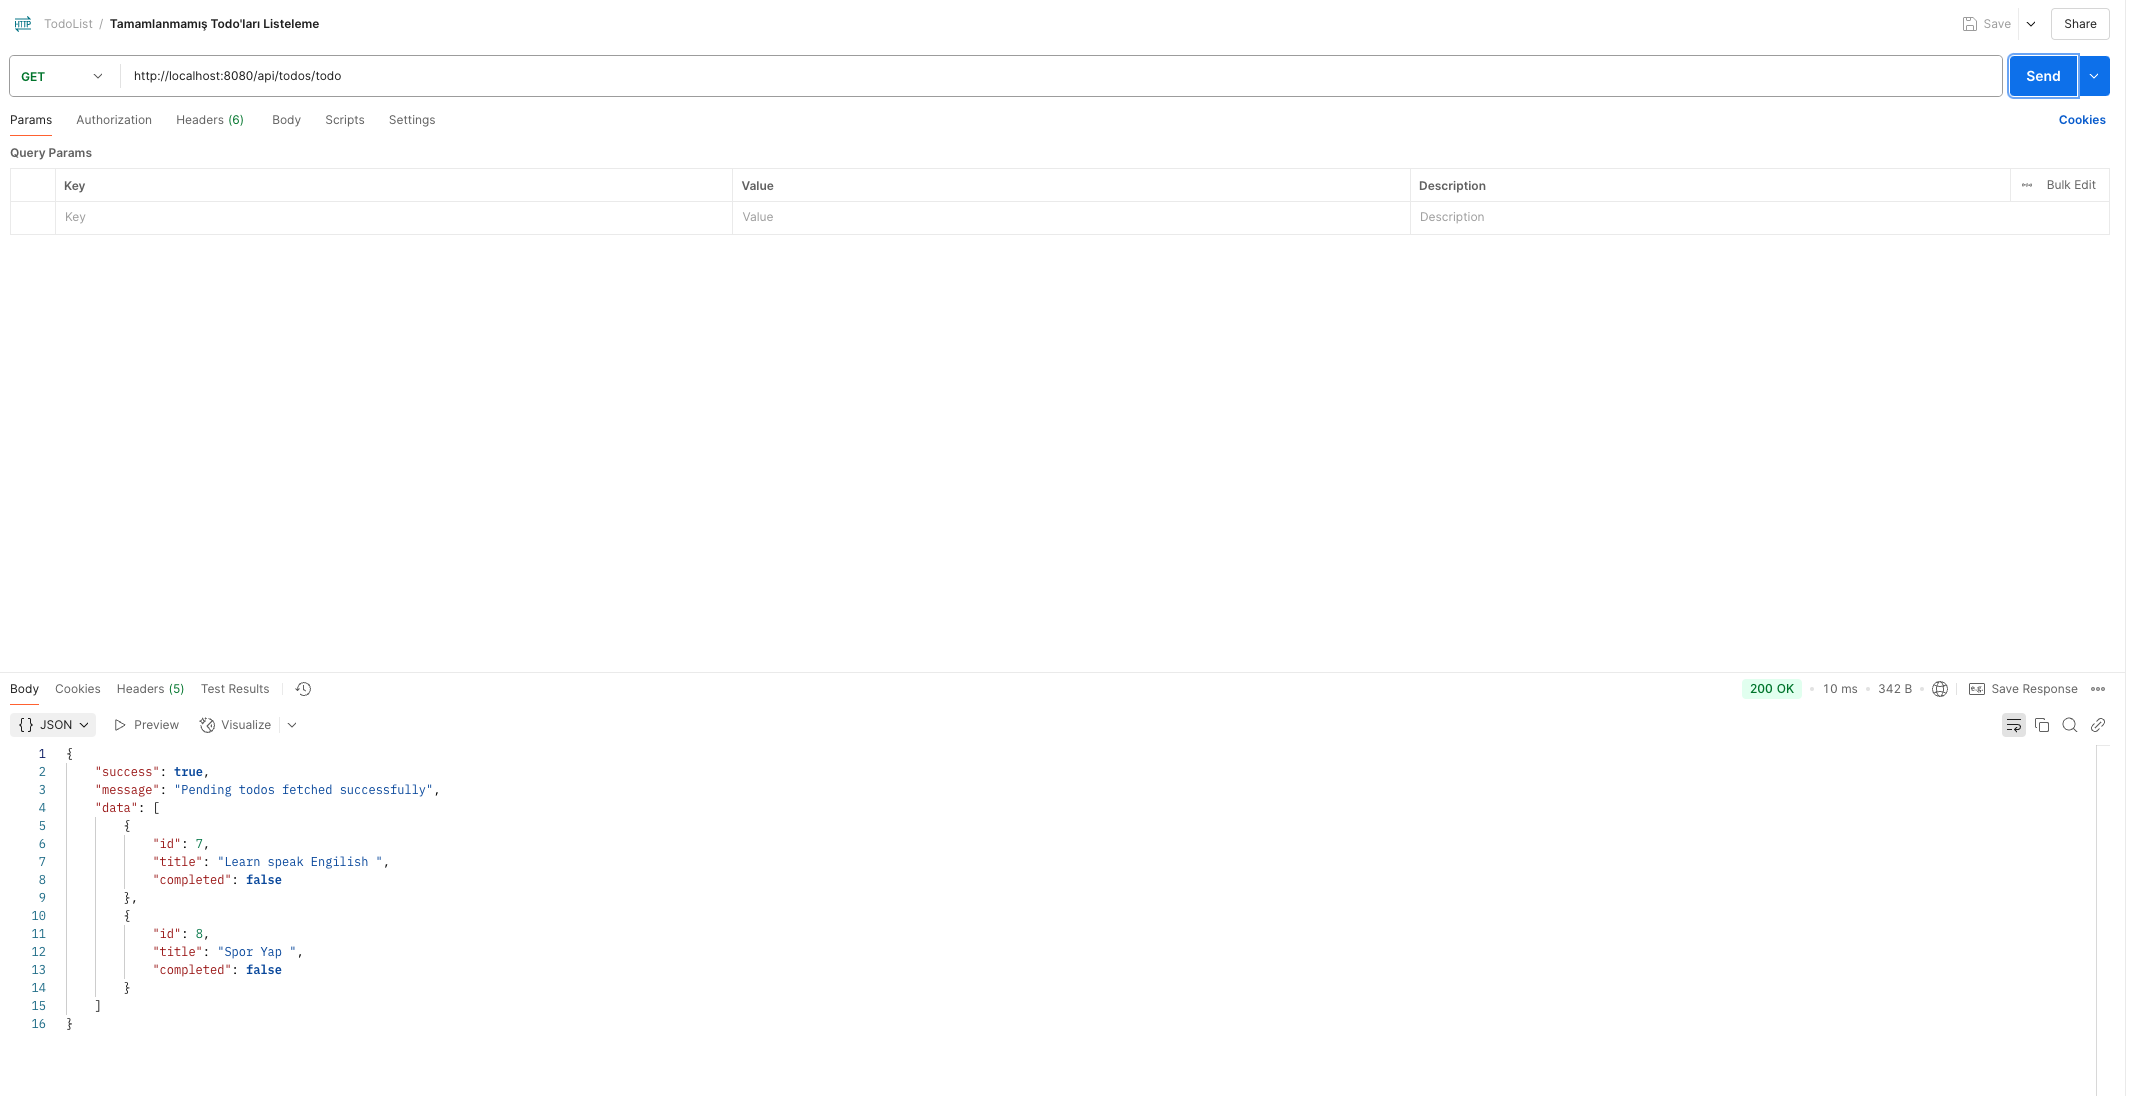 HTTP TodoList / Tamamlanmamış Todo'ları Listeleme Save Share
GET http://localhost:8080/api/todos/todo Send
Params Authorization Headers (6) Body Scripts Settings Cookies
Query Params
Key Value Description Bulk Edit
Key Value Description
Body Cookies Headers (5) Test Results 200 OK 10 ms 342 B e.g. Save Response
{} JSON Preview Visualize
1 {
2 "success": true,
3 "message": "Pending todos fetched successfully",
4 "data": [
5 {
6 "id": 7,
7 "title": "Learn speak Engilish ",
8 "completed": false
9 },
10 {
11 "id": 8,
12 "title": "Spor Yap ",
13 "completed": false
14 }
15 ]
16 }